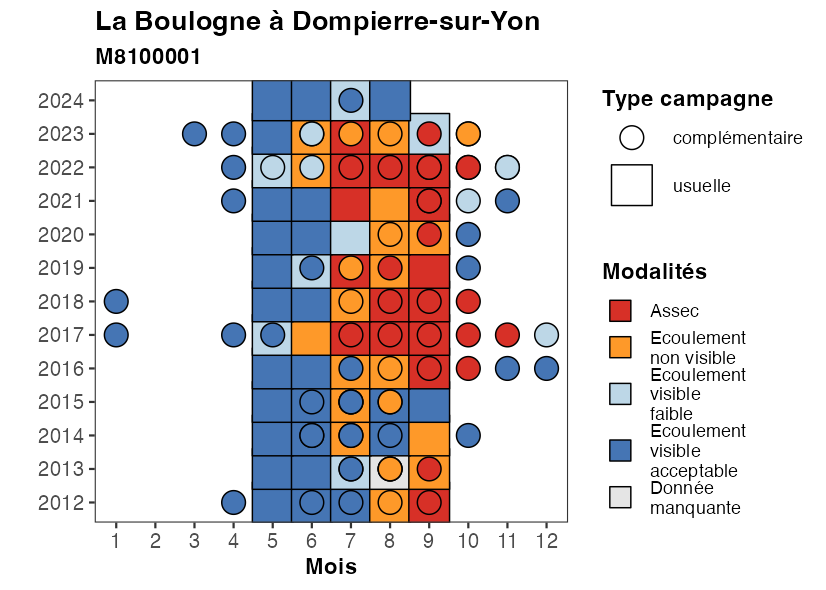 La Boulogne à Dompierre-sur-Yon
M8100001
2024
2023
2022
2021
2020
2019
2018
2017
2016
2015
2014
2013
2012
1 2 3 4 5 6 7 8 9 10 11 12
Mois
Type campagne
complémentaire
usuelle
Modalités
Assec
Ecoulement
non visible
Ecoulement
visible
faible
Ecoulement
visible
acceptable
Donnée
manquante